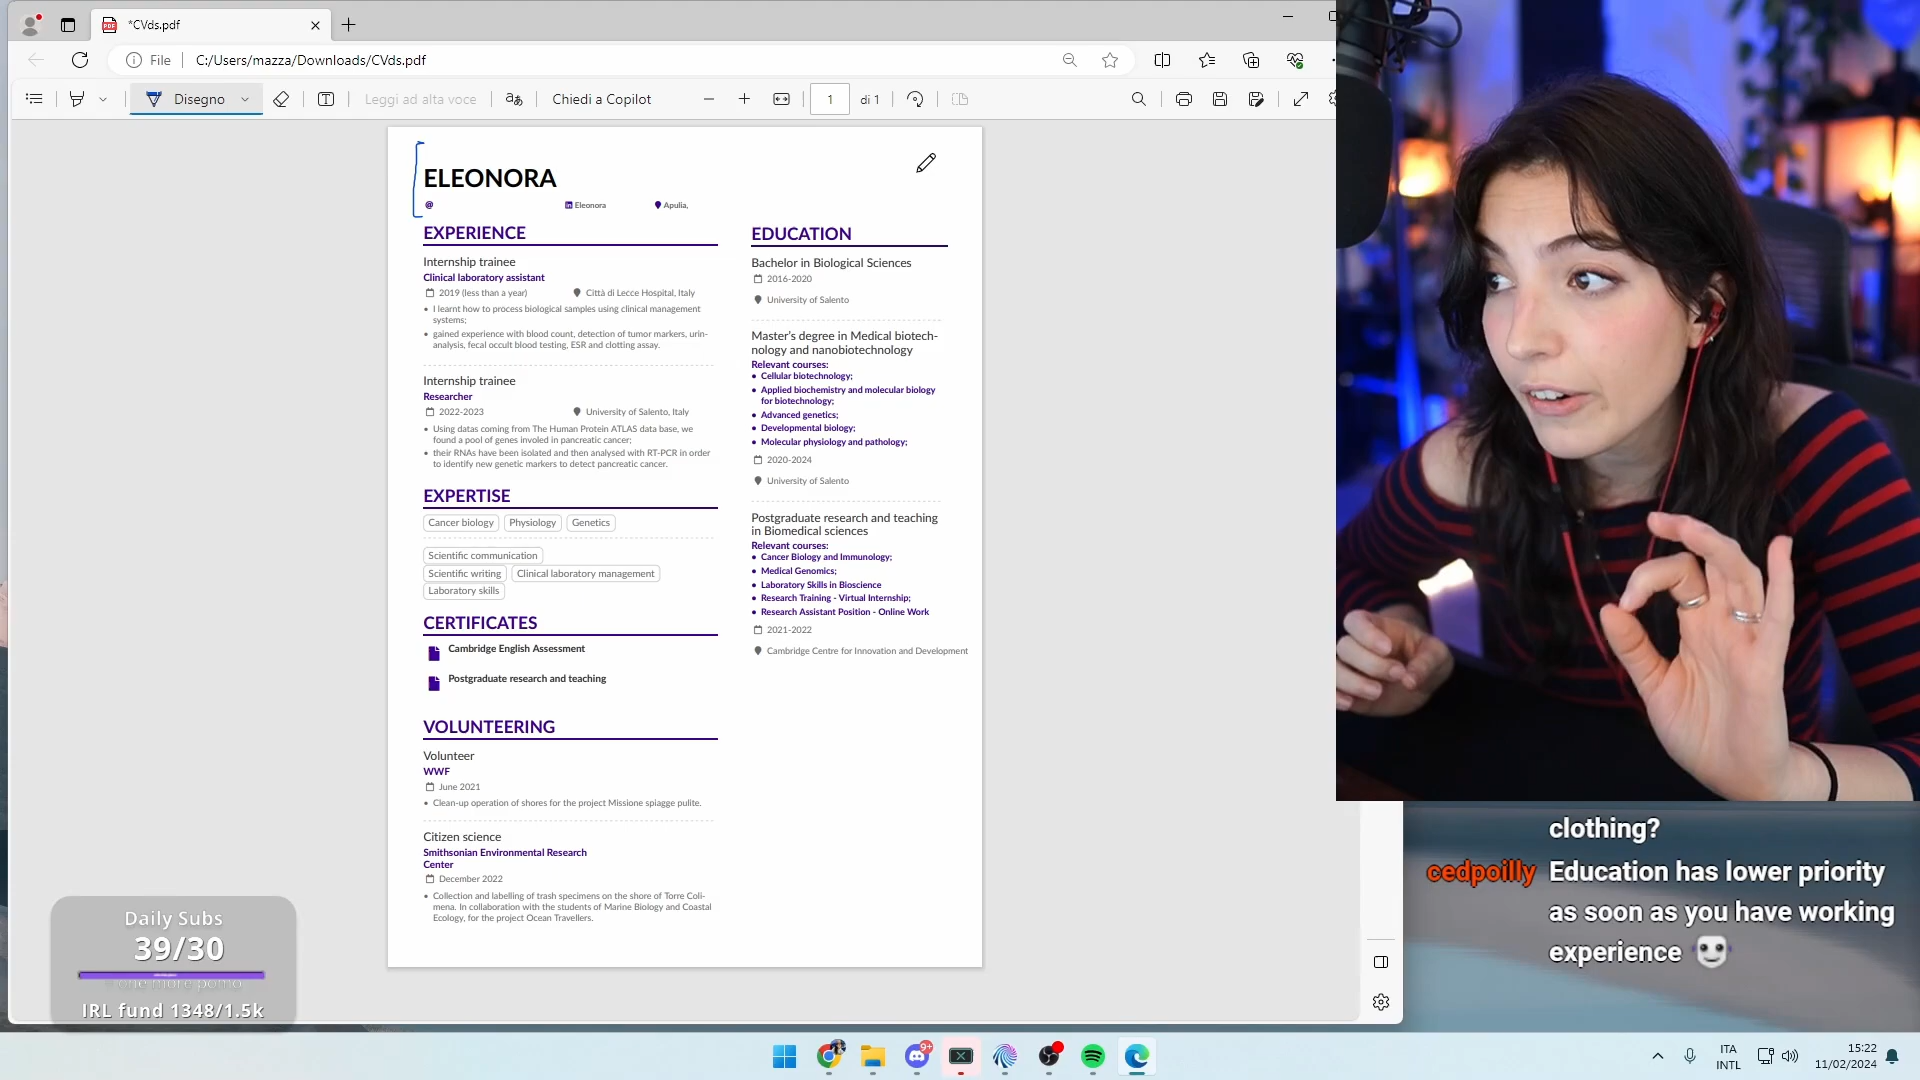 *CVds.pdf
File
C:/Users/mazza/Downloads/CVds.pdf
Disegno
Leggi ad alta voce
aあ
Chiedi a Copilot
1
di 1
ELEONORA
@
Eleonora
Apulia,
EXPERIENCE
Internship trainee
Clinical laboratory assistant
2019 (less than a year)
Città di Lecce Hospital, Italy
• I learnt how to process biological samples using clinical management
systems;
• gained experience with blood count, detection of tumor markers, urin-
analysis, fecal occult blood testing, ESR and clotting assay.
Internship trainee
Researcher
2022-2023
University of Salento, Italy
• Using datas coming from The Human Protein ATLAS data base, we
found a pool of genes involed in pancreatic cancer;
• their RNAs have been isolated and then analysed with RT-PCR in order
to identify new genetic markers to detect pancreatic cancer.
EXPERTISE
Cancer biology
Physiology
Genetics
Scientific communication
Scientific writing
Clinical laboratory management
Laboratory skills
CERTIFICATES
Cambridge English Assessment
Postgraduate research and teaching
VOLUNTEERING
Volunteer
WWF
June 2021
• Clean-up operation of shores for the project Missione spiagge pulite.
Citizen science
Smithsonian Environmental Research
Center
December 2022
• Collection and labelling of trash specimens on the shore of Torre Coli-
mena. In collaboration with the students of Marine Biology and Coastal
Ecology, for the project Ocean Travellers.
EDUCATION
Bachelor in Biological Sciences
2016-2020
University of Salento
Master's degree in Medical biotech-
nology and nanobiotechnology
Relevant courses:
• Cellular biotechnology;
• Applied biochemistry and molecular biology
for biotechnology;
• Advanced genetics;
• Developmental biology;
• Molecular physiology and pathology;
2020-2024
University of Salento
Postgraduate research and teaching
in Biomedical sciences
Relevant courses:
• Cancer Biology and Immunology;
• Medical Genomics;
• Laboratory Skills in Bioscience
• Research Training - Virtual Internship;
• Research Assistant Position - Online Work
2021-2022
Cambridge Centre for Innovation and Development
clothing?
cedpoilly Education has lower priority
as soon as you have working
experience
Daily Subs
39/30
one more pomo
IRL fund 1348/1.5k
9+
ITA
INTL
15:22
11/02/2024